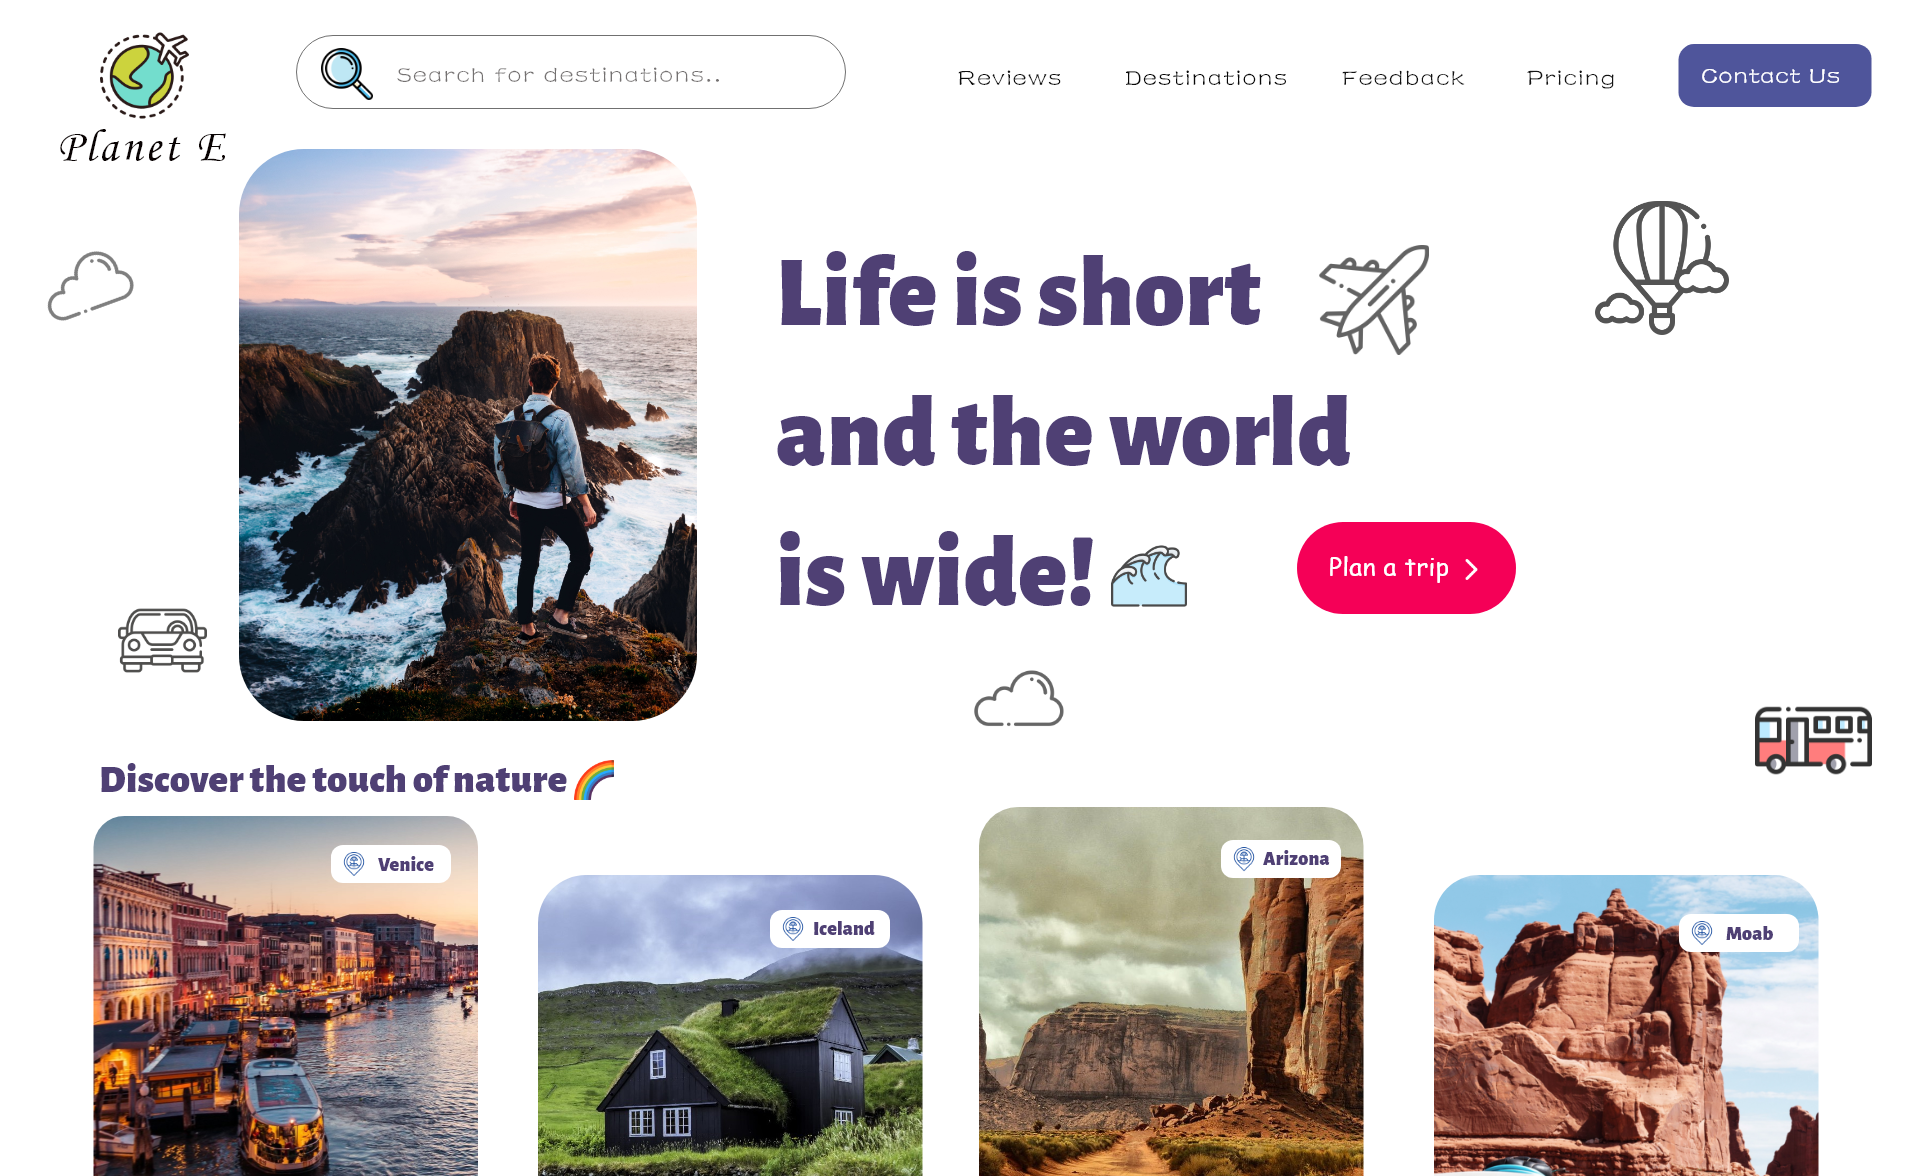 Planet E
Search for destinations..
Reviews
Destinations
Feedback
Pricing
Contact Us
Life is short
and the world
is wide!
Plan a trip
Discover the touch of nature
Venice
Iceland
Arizona
Moab